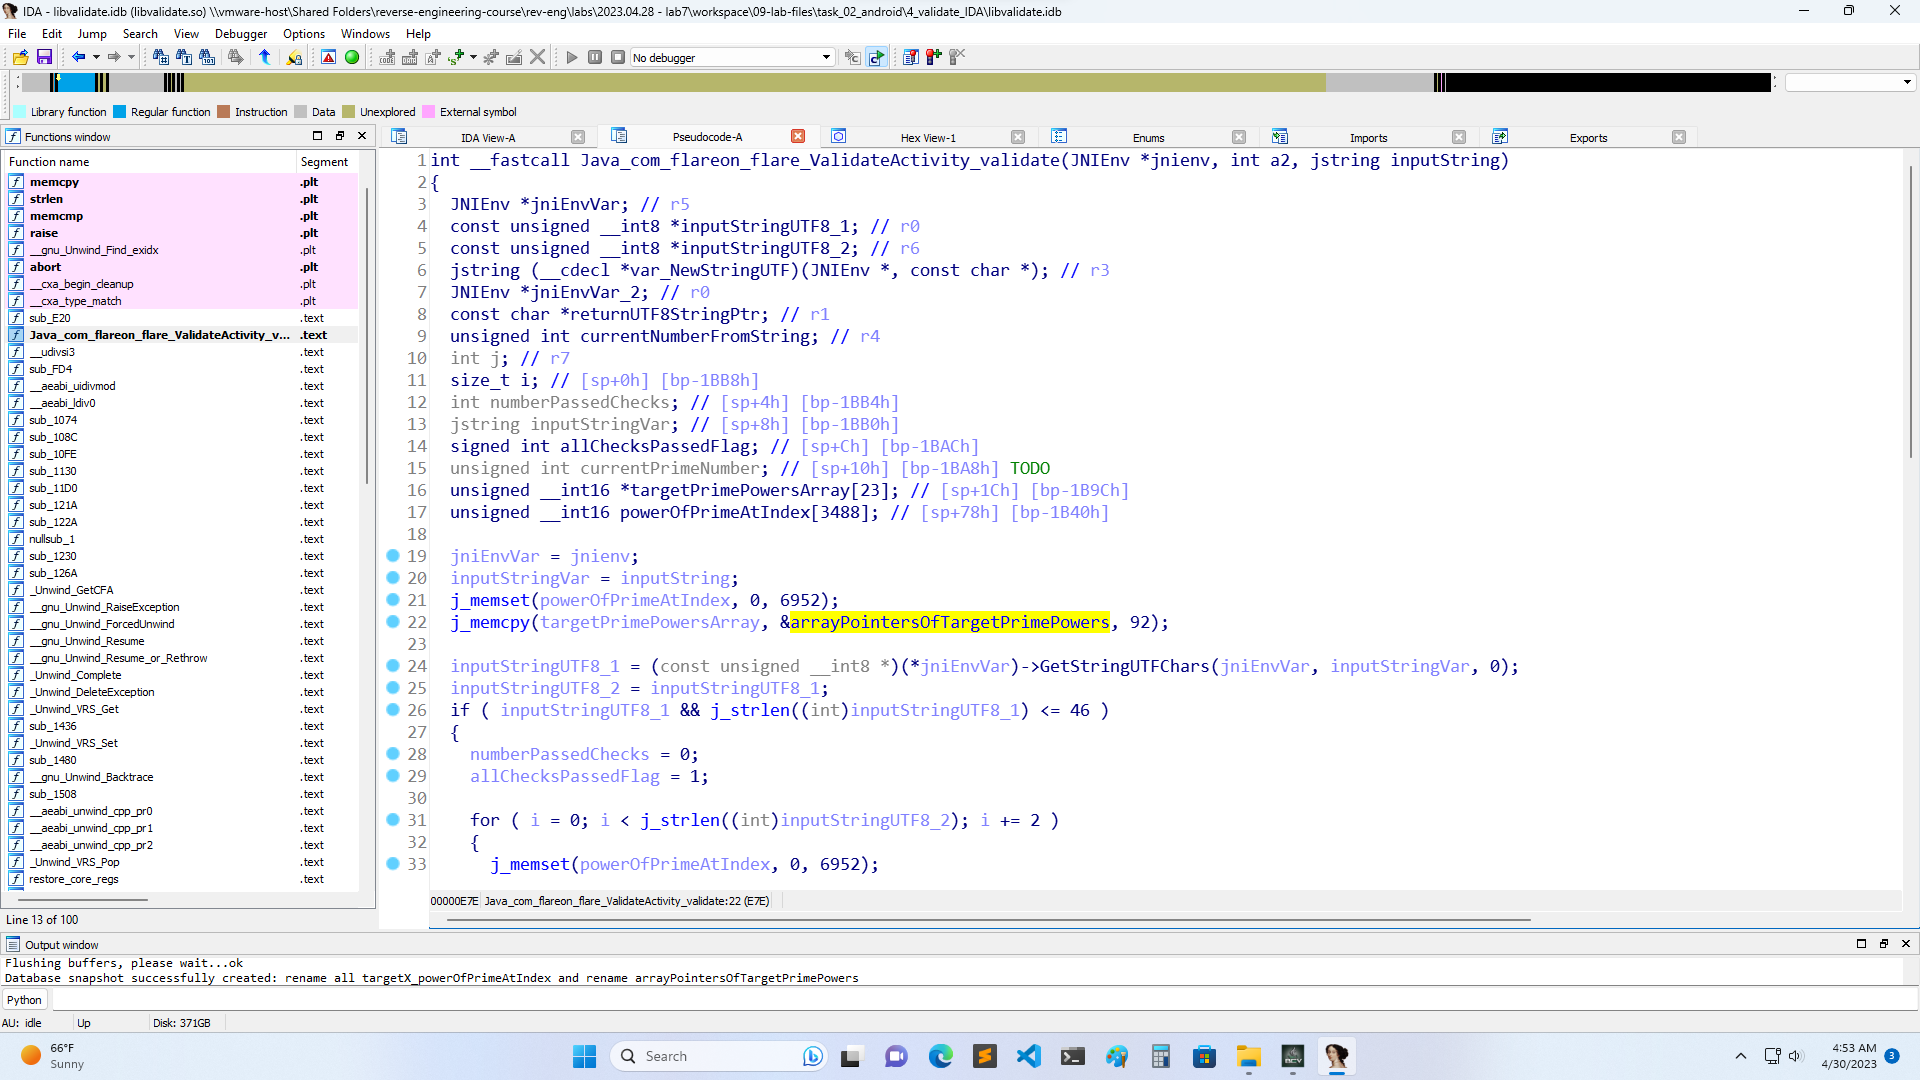 IDA - libvalidate.idb (libvalidate.so) \\vmware-host\Shared Folders\reverse-engineering-course\rev-eng\labs\2023.04.28 - lab7\workspace\09-lab-files\task_02_android\4_validate_IDA\libvalidate.idb
File Edit Jump Search View Debugger Options Windows Help
No debugger
Library function Regular function Instruction Data Unexplored External symbol
Functions window
IDA View-A Pseudocode-A Hex View-1 Enums Imports Exports
Function name Segment
memcpy .plt
strlen .plt
memcmp .plt
raise .plt
__gnu_Unwind_Find_exidx .plt
abort .plt
__cxa_begin_cleanup .plt
__cxa_type_match .plt
sub_E20 .text
Java_com_flareon_flare_ValidateActivity_v... .text
__udivsi3 .text
sub_FD4 .text
__aeabi_uidivmod .text
__aeabi_ldiv0 .text
sub_1074 .text
sub_108C .text
sub_10FE .text
sub_1130 .text
sub_11D0 .text
sub_121A .text
sub_122A .text
nullsub_1 .text
sub_1230 .text
sub_126A .text
_Unwind_GetCFA .text
__gnu_Unwind_RaiseException .text
__gnu_Unwind_ForcedUnwind .text
__gnu_Unwind_Resume .text
__gnu_Unwind_Resume_or_Rethrow .text
_Unwind_Complete .text
_Unwind_DeleteException .text
_Unwind_VRS_Get .text
sub_1436 .text
_Unwind_VRS_Set .text
sub_1480 .text
__gnu_Unwind_Backtrace .text
sub_1508 .text
__aeabi_unwind_cpp_pr0 .text
__aeabi_unwind_cpp_pr1 .text
__aeabi_unwind_cpp_pr2 .text
_Unwind_VRS_Pop .text
restore_core_regs .text
Line 13 of 100
1 int __fastcall Java_com_flareon_flare_ValidateActivity_validate(JNIEnv *jnienv, int a2, jstring inputString)
2 {
3 JNIEnv *jniEnvVar; // r5
4 const unsigned __int8 *inputStringUTF8_1; // r0
5 const unsigned __int8 *inputStringUTF8_2; // r6
6 jstring (__cdecl *var_NewStringUTF)(JNIEnv *, const char *); // r3
7 JNIEnv *jniEnvVar_2; // r0
8 const char *returnUTF8StringPtr; // r1
9 unsigned int currentNumberFromString; // r4
10 int j; // r7
11 size_t i; // [sp+0h] [bp-1BB8h]
12 int numberPassedChecks; // [sp+4h] [bp-1BB4h]
13 jstring inputStringVar; // [sp+8h] [bp-1BB0h]
14 signed int allChecksPassedFlag; // [sp+Ch] [bp-1BACh]
15 unsigned int currentPrimeNumber; // [sp+10h] [bp-1BA8h] TODO
16 unsigned __int16 *targetPrimePowersArray[23]; // [sp+1Ch] [bp-1B9Ch]
17 unsigned __int16 powerOfPrimeAtIndex[3488]; // [sp+78h] [bp-1B40h]
18
19 jniEnvVar = jnienv;
20 inputStringVar = inputString;
21 j_memset(powerOfPrimeAtIndex, 0, 6952);
22 j_memcpy(targetPrimePowersArray, &arrayPointersOfTargetPrimePowers, 92);
23
24 inputStringUTF8_1 = (const unsigned __int8 *)(*jniEnvVar)->GetStringUTFChars(jniEnvVar, inputStringVar, 0);
25 inputStringUTF8_2 = inputStringUTF8_1;
26 if ( inputStringUTF8_1 && j_strlen((int)inputStringUTF8_1) <= 46 )
27 {
28 numberPassedChecks = 0;
29 allChecksPassedFlag = 1;
30
31 for ( i = 0; i < j_strlen((int)inputStringUTF8_2); i += 2 )
32 {
33 j_memset(powerOfPrimeAtIndex, 0, 6952);
00000E7E Java_com_flareon_flare_ValidateActivity_validate:22 (E7E)
Output window
Flushing buffers, please wait...ok
Database snapshot successfully created: rename all targetX_powerOfPrimeAtIndex and rename arrayPointersOfTargetPrimePowers
Python
AU: idle Up Disk: 371GB
66°F
Sunny
Search
4:53 AM
4/30/2023
3